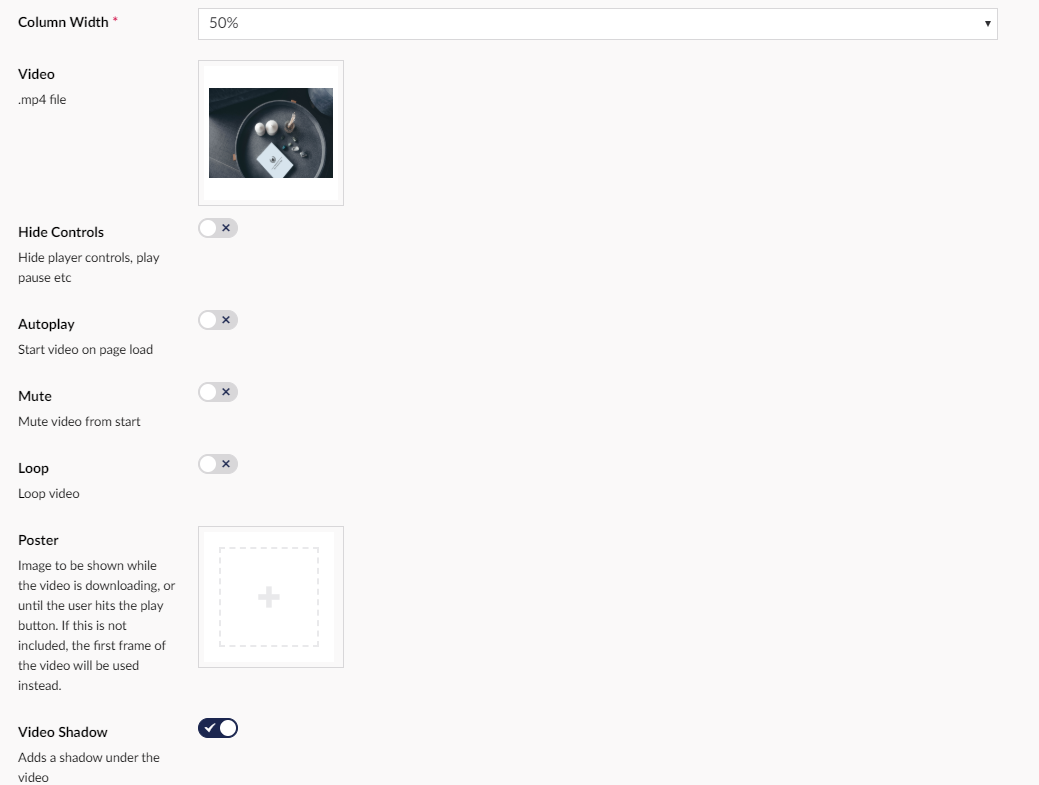 Column Width *
50%
Video
.mp4 file
Hide Controls
Hide player controls, play
pause etc
Autoplay
Start video on page load
Mute
Mute video from start
Loop
Loop video
Poster
Image to be shown while
the video is downloading, or
until the user hits the play
button. If this is not
included, the first frame of
the video will be used
instead.
Video Shadow
Adds a shadow under the
video